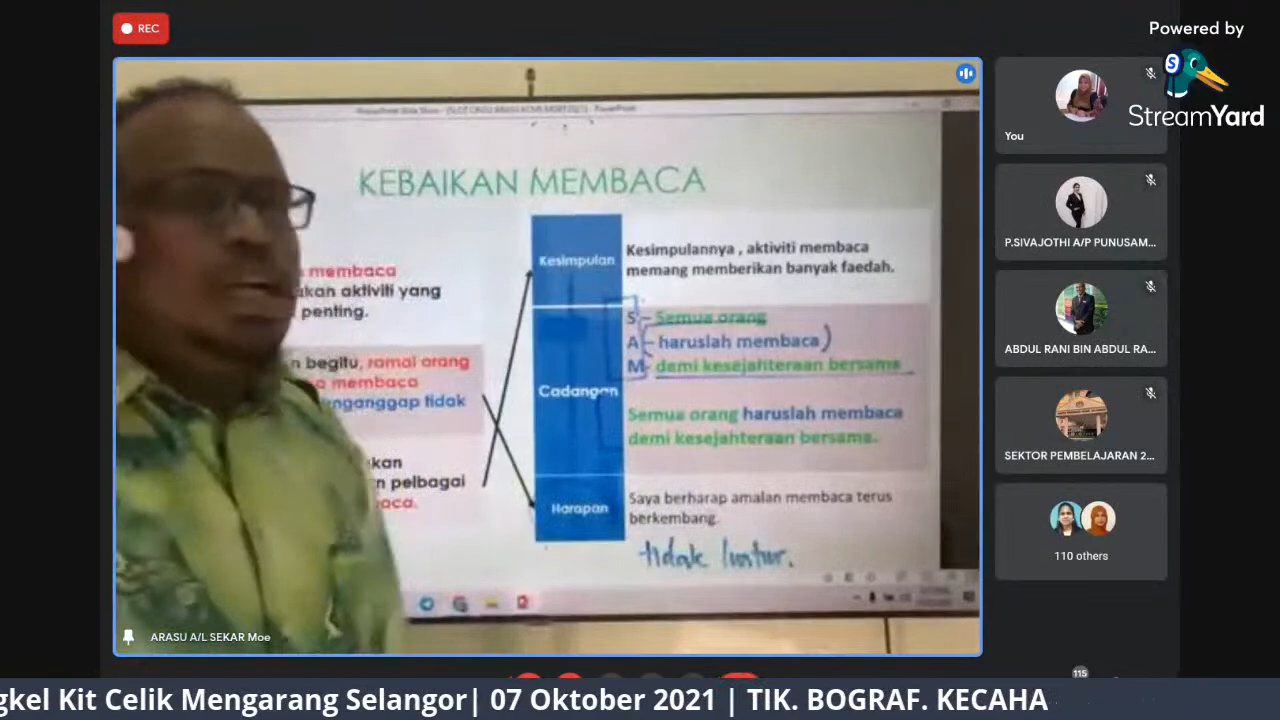 REC
Powered by
StreamYard
KEBAIKAN MEMBACA
membaca
akan aktiviti yang
penting.
begitu, ramai orang
membaca
tidak
pelbagai
Kesimpulan
Kesimpulannya , aktiviti membaca
memang memberikan banyak faedah.
Cadangan
S - Semua orang
A - haruslah membaca
M- demi kesejahteraan bersama
Semua orang haruslah membaca
demi kesejahteraan bersama.
Harapan
Saya berharap amalan membaca terus
berkembang.
tidak luntur.
ARASU A/L SEKAR Moe
You
P.SIVAJOTHI A/P PUNUSAM...
ABDUL RANI BIN ABDUL RA...
SEKTOR PEMBELAJARAN 2...
110 others
115
gkel Kit Celik Mengarang Selangor| 07 Oktober 2021 | TIK. BOGRAF. KECAHA